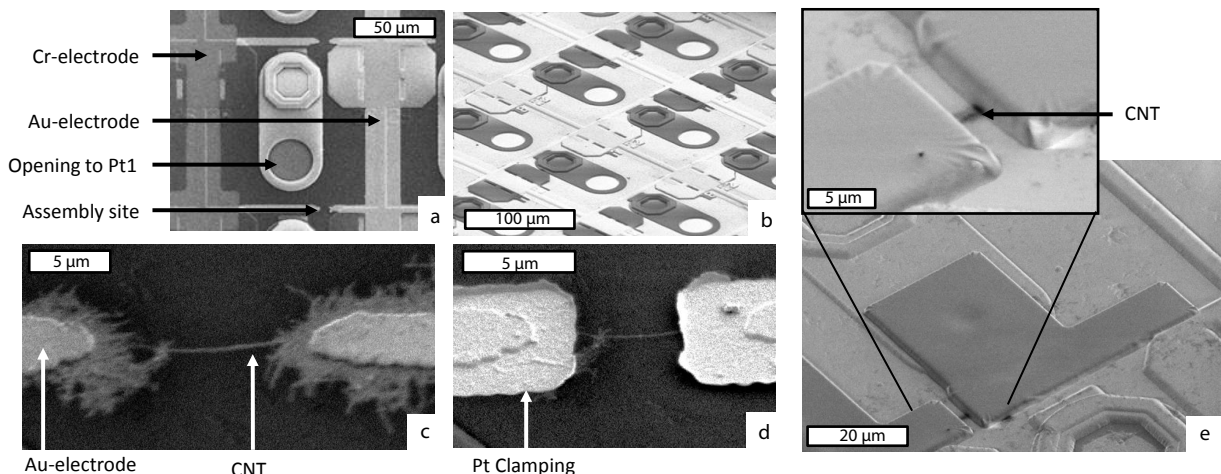 50 µm
Cr-electrode
Au-electrode
Opening to Pt1
Assembly site
a
100 µm
b
CNT
5 µm
5 µm
Au-electrode
CNT
c
5 µm
Pt Clamping
d
20 µm
e